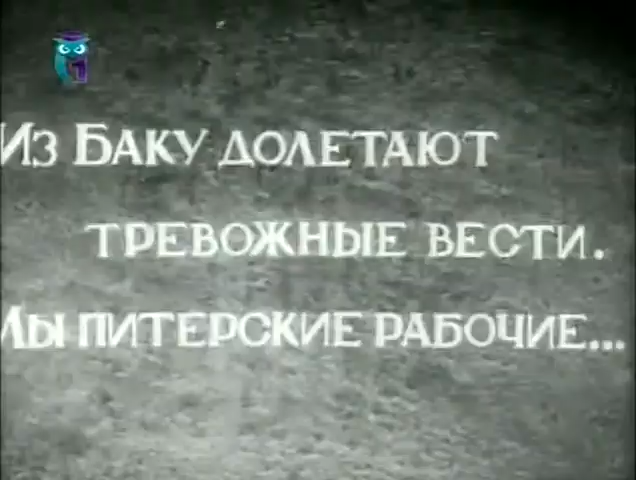 Из Баку долетают
тревожные вести.
Мы питерские рабочие...